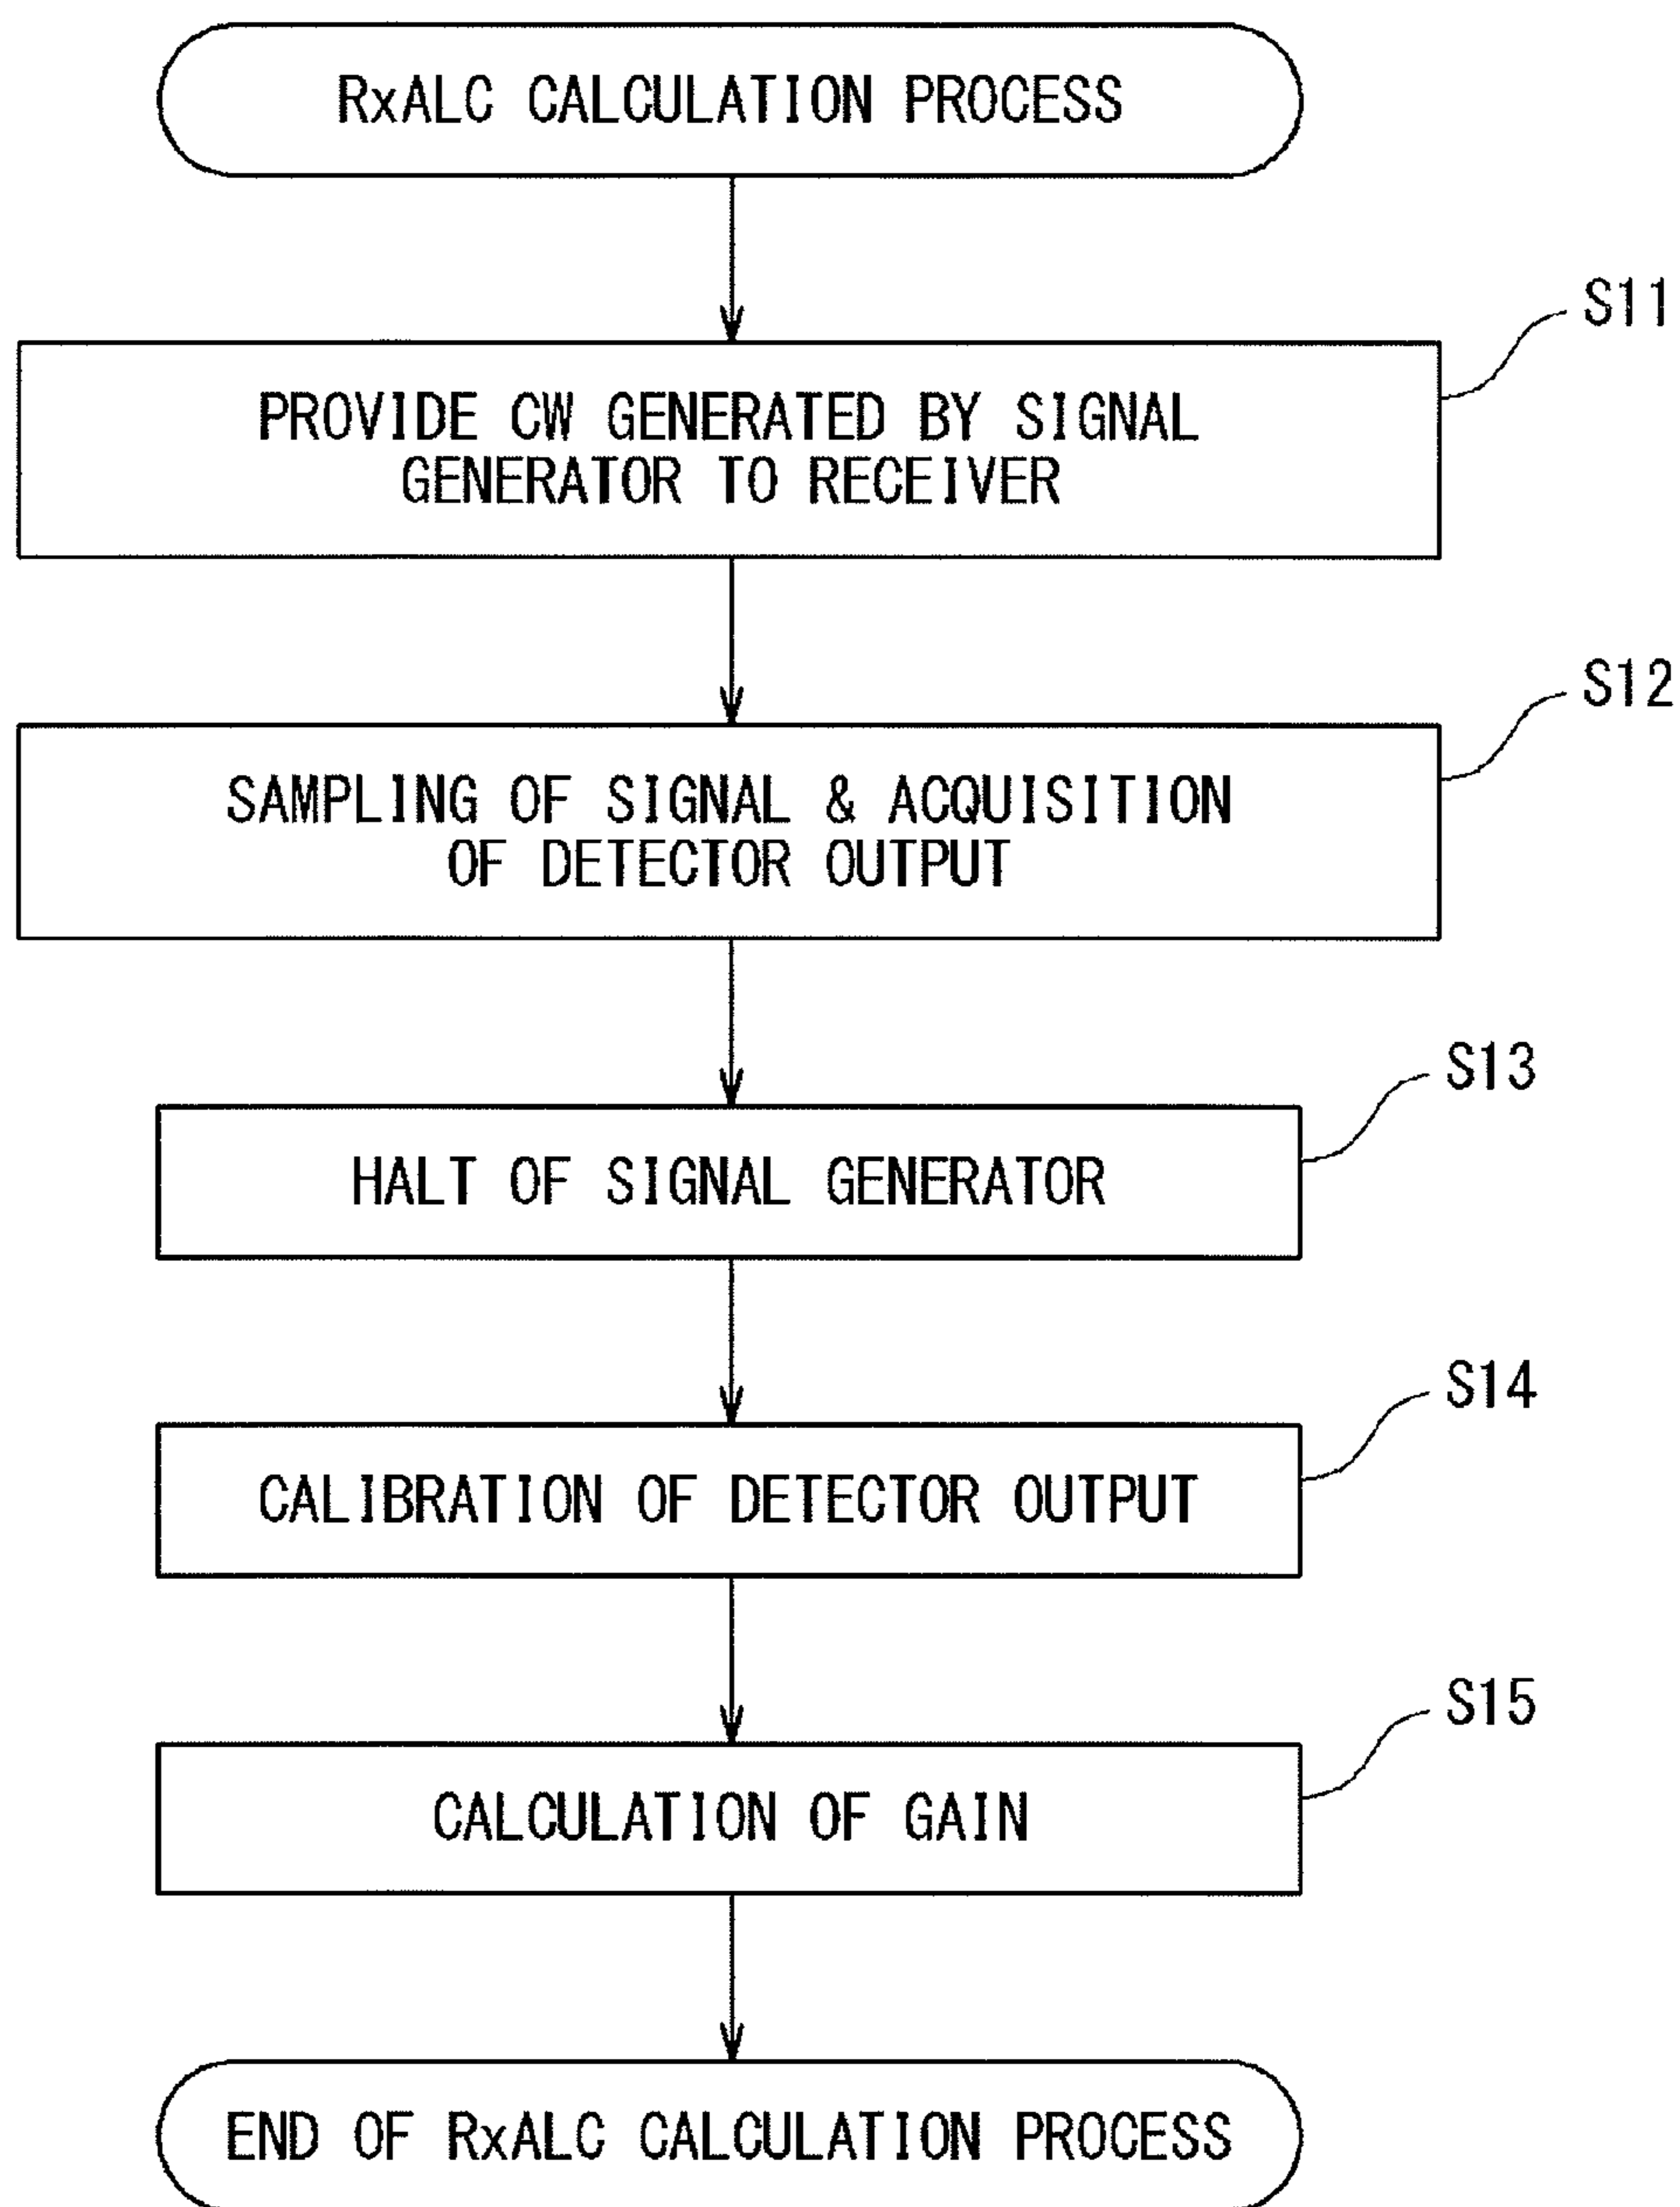 RxALC CALCULATION PROCESS
S11
PROVIDE CW GENERATED BY SIGNAL
GENERATOR TO RECEIVER
S12
SAMPLING OF SIGNAL & ACQUISITION
OF DETECTOR OUTPUT
S13
HALT OF SIGNAL GENERATOR
S14
CALIBRATION OF DETECTOR OUTPUT
S15
CALCULATION OF GAIN
END OF RxALC CALCULATION PROCESS